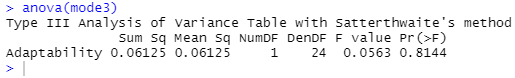 > anova(mode3)
Type III Analysis of Variance Table with Satterthwaite's method
Sum Sq Mean Sq NumDF DenDF F value Pr(>F)
Adaptability 0.06125 0.06125 1 24 0.0563 0.8144
>